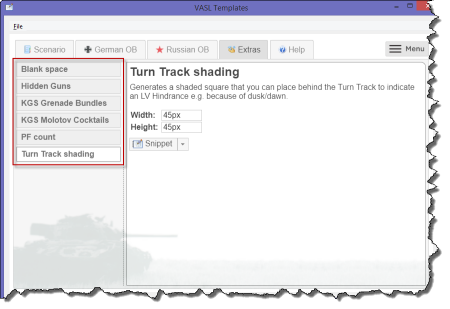 VASL Templates
File
Scenario
German OB
Russian OB
Extras
Help
Menu
Blank space
Hidden Guns
KGS Grenade Bundles
KGS Molotov Cocktails
PF count
Turn Track shading
Turn Track shading
Generates a shaded square that you can place behind the Turn Track to indicate
an LV Hindrance e.g. because of dusk/dawn.
Width: 45px
Height: 45px
Snippet